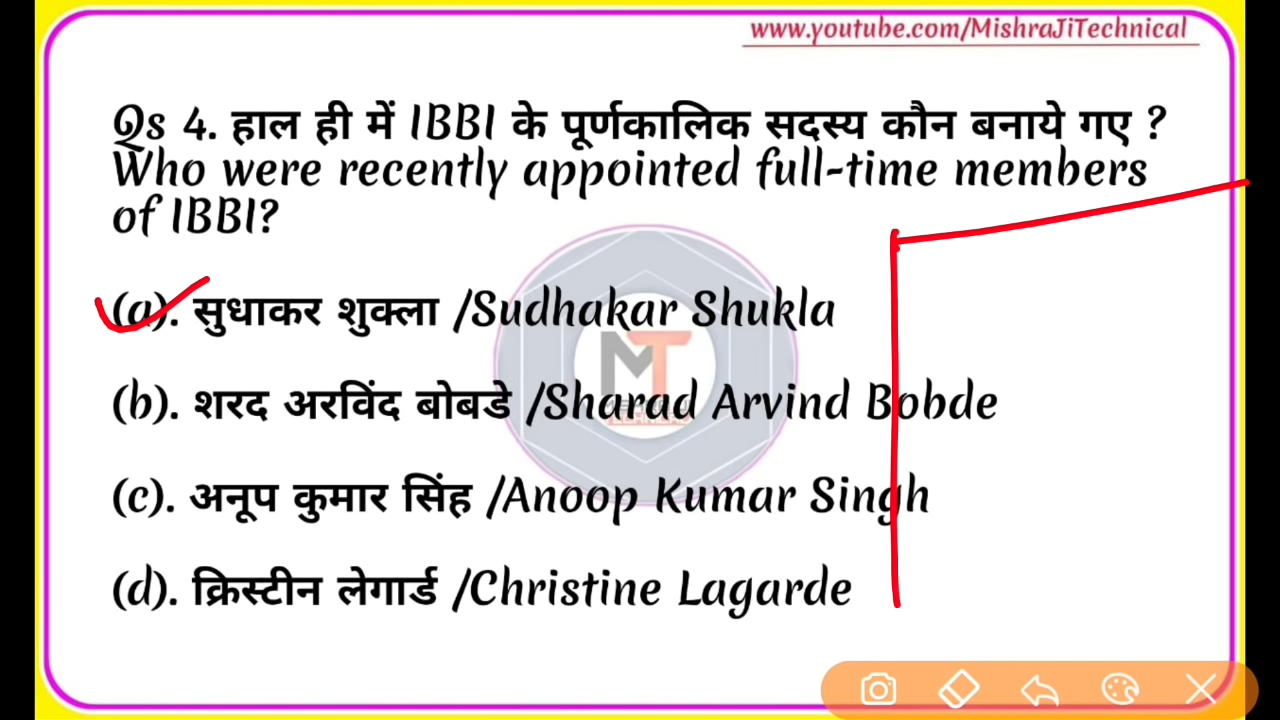 www.youtube.com/MishraJiTechnical
Qs 4. हाल ही में IBBI के पूर्णकालिक सदस्य कौन बनाये गए ?
Who were recently appointed full-time members
of IBBI?
(a). सुधाकर शुक्ला /Sudhakar Shukla
(b). शरद अरविंद बोबडे /Sharad Arvind Bobde
(c). अनूप कुमार सिंह /Anoop Kumar Singh
(d). क्रिस्टीन लेगार्ड /Christine Lagarde
MT